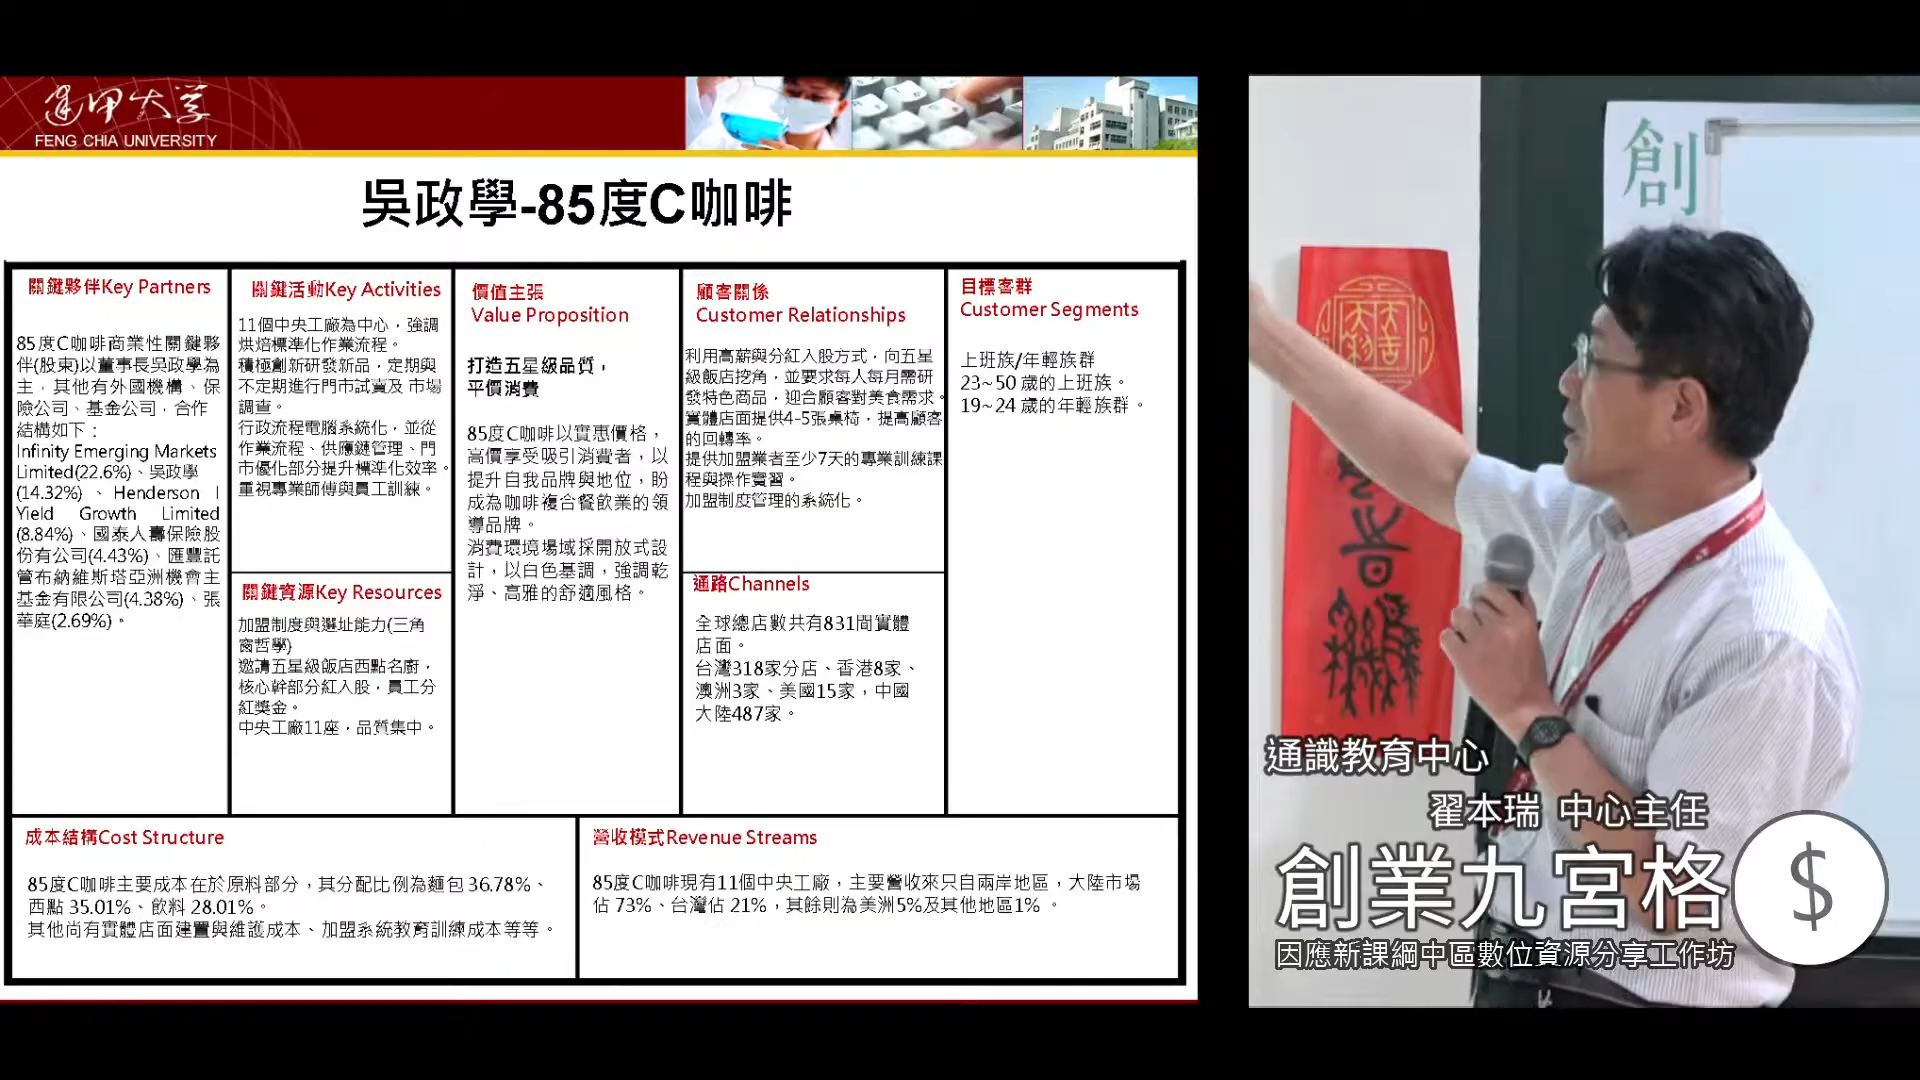 逢甲大學
FENG CHIA UNIVERSITY
吳政學-85度C咖啡
關鍵夥伴Key Partners
85度C咖啡商業性關鍵夥
伴(股東)以董事長吳政學為
主，其他有外國機構、保
險公司、基金公司，合作
結構如下：
Infinity Emerging Markets
Limited(22.6%)、吳政學
(14.32%)、Henderson I
Yield Growth Limited
(8.84%)、國泰人壽保險股
份有公司(4.43%)、匯豐託
管布納維斯塔亞洲機會主
基金有限公司(4.38%)、張
華庭(2.69%)。
關鍵活動Key Activities
11個中央工廠為中心，強調
烘焙標準化作業流程。
積極創新研發新品，定期與
不定期進行門市試賣及 市場
調查。
行政流程電腦系統化，並從
作業流程、供應鏈管理、門
市優化部分提升標準化效率。
重視專業師傅與員工訓練。
關鍵資源Key Resources
加盟制度與選址能力(三角
窗哲學)
邀請五星級飯店西點名廚，
核心幹部分紅入股，員工分
紅獎金。
中央工廠11座，品質集中。
價值主張
Value Proposition
打造五星級品質，
平價消費
85度C咖啡以實惠價格，
高價享受吸引消費者，以
提升自我品牌與地位，盼
成為咖啡複合餐飲業的領
導品牌。
消費環境場域採開放式設
計，以白色基調，強調乾
淨、高雅的舒適風格。
顧客關係
Customer Relationships
利用高薪與分紅入股方式，向五星
級飯店挖角，並要求每人每月需研
發特色商品，迎合顧客對美食需求。
實體店面提供4-5張桌椅，提高顧客
的回轉率。
提供加盟業者至少7天的專業訓練課
程與操作實習。
加盟制度管理的系統化。
通路Channels
全球總店數共有831間實體
店面。
台灣318家分店、香港8家、
澳洲3家、美國15家，中國
大陸487家。
目標客群
Customer Segments
上班族/年輕族群
23~50 歲的上班族。
19~24 歲的年輕族群。
成本結構Cost Structure
85度C咖啡主要成本在於原料部分，其分配比例為麵包 36.78%、
西點 35.01%、飲料 28.01%。
其他尚有實體店面建置與維護成本、加盟系統教育訓練成本等等。
營收模式Revenue Streams
85度C咖啡現有11個中央工廠，主要營收來只自兩岸地區，大陸市場
佔 73%、台灣佔 21%，其餘則為美洲5%及其他地區1% 。
創
通識教育中心
翟本瑞 中心主任
創業九宮格
$
因應新課綱中區數位資源分享工作坊